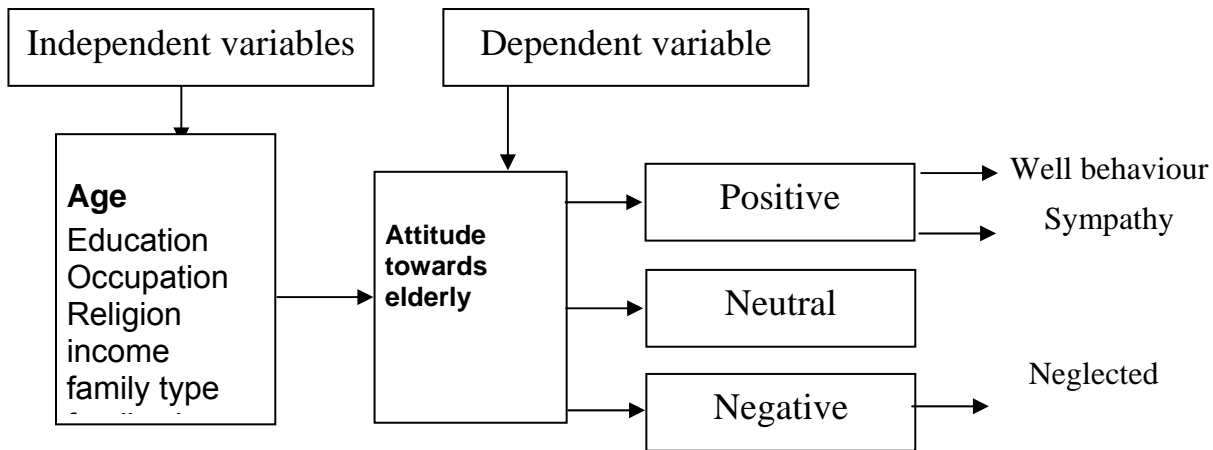 Independent variables
Dependent variable
Age
Education
Occupation
Religion
income
family type
Attitude
towards
elderly
Positive
Neutral
Negative
Well behaviour
Sympathy
Neglected